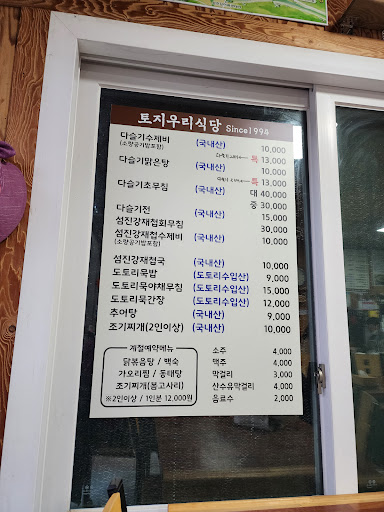 토지우리식당 Since1994
다슬기수제비 (국내산) 10,000
(소량공기밥포함) 특 13,000
다슬기맑은탕 (국내산) 10,000
특 13,000
다슬기초무침 (국내산) 대 40,000
중 30,000
다슬기전 (국내산) 15,000
섬진강재첩회무침 30,000
섬진강재첩수제비 (국내산) 10,000
(소량공기밥포함)
섬진강재첩국 (국내산) 10,000
도토리묵밥 (도토리수입산) 9,000
도토리묵야채무침 (도토리수입산) 15,000
도토리묵간장 (도토리수입산) 12,000
추어탕 (국내산) 9,000
조기찌개(2인이상) (국내산) 10,000
계절예약메뉴
닭볶음탕 / 백숙
가오리찜 / 동태탕
조기찌개(봄고사리)
※2인이상 / 1인분 12,000원
소주 4,000
맥주 4,000
막걸리 3,000
산수유막걸리 4,000
음료수 2,000